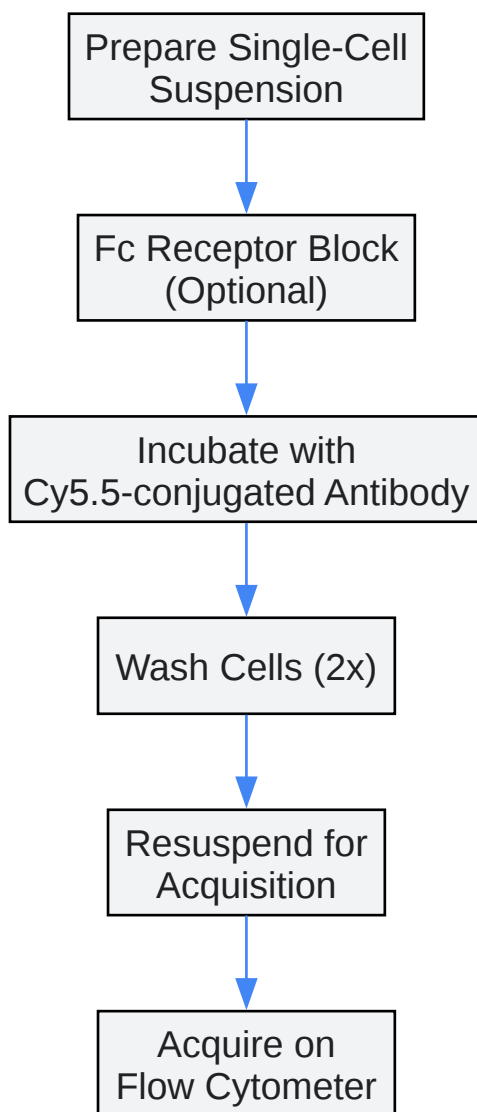 Prepare Single-Cell
Suspension
Fc Receptor Block
(Optional)
Incubate with
Cy5.5-conjugated Antibody
Wash Cells (2x)
Resuspend for
Acquisition
Acquire on
Flow Cytometer